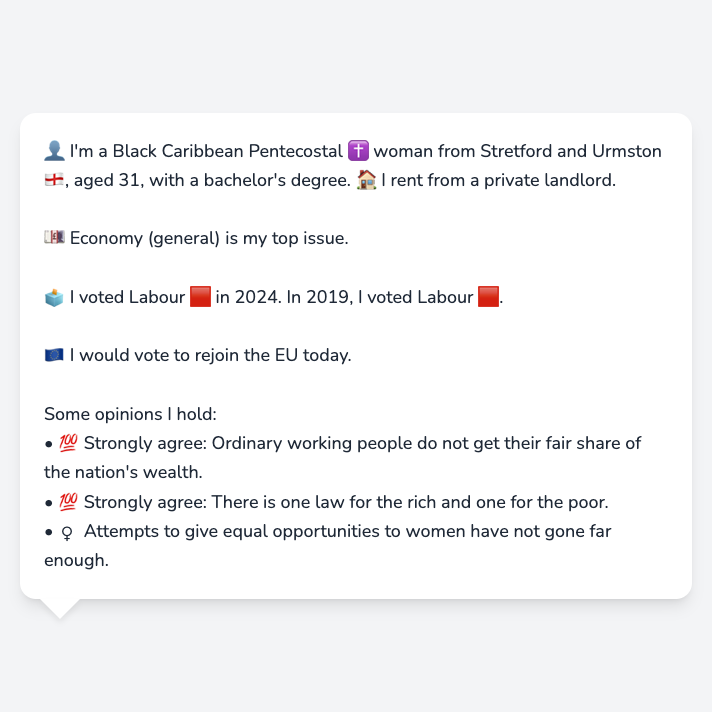 👤 I'm a Black Caribbean Pentecostal ✝️ woman from Stretford and Urmston
🏴󠁧󠁢󠁥󠁮󠁧󠁿, aged 31, with a bachelor's degree. 🏠 I rent from a private landlord.
💷 Economy (general) is my top issue.
🗳️ I voted Labour 🟥 in 2024. In 2019, I voted Labour 🟥.
🇪🇺 I would vote to rejoin the EU today.
Some opinions I hold:
• 💯 Strongly agree: Ordinary working people do not get their fair share of
the nation's wealth.
• 💯 Strongly agree: There is one law for the rich and one for the poor.
• ♀ Attempts to give equal opportunities to women have not gone far
enough.